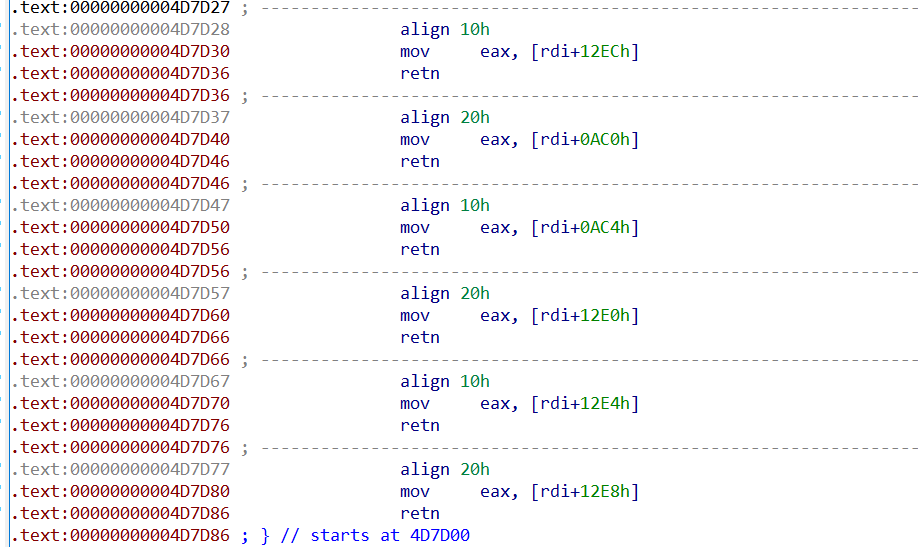 .text:00000000004D7D27 ; ------------------------------------------------------------------
.text:00000000004D7D28                 align 10h
.text:00000000004D7D30                 mov     eax, [rdi+12ECh]
.text:00000000004D7D36                 retn
.text:00000000004D7D36 ; ------------------------------------------------------------------
.text:00000000004D7D37                 align 20h
.text:00000000004D7D40                 mov     eax, [rdi+0AC0h]
.text:00000000004D7D46                 retn
.text:00000000004D7D46 ; ------------------------------------------------------------------
.text:00000000004D7D47                 align 10h
.text:00000000004D7D50                 mov     eax, [rdi+0AC4h]
.text:00000000004D7D56                 retn
.text:00000000004D7D56 ; ------------------------------------------------------------------
.text:00000000004D7D57                 align 20h
.text:00000000004D7D60                 mov     eax, [rdi+12E0h]
.text:00000000004D7D66                 retn
.text:00000000004D7D66 ; ------------------------------------------------------------------
.text:00000000004D7D67                 align 10h
.text:00000000004D7D70                 mov     eax, [rdi+12E4h]
.text:00000000004D7D76                 retn
.text:00000000004D7D76 ; ------------------------------------------------------------------
.text:00000000004D7D77                 align 20h
.text:00000000004D7D80                 mov     eax, [rdi+12E8h]
.text:00000000004D7D86                 retn
.text:00000000004D7D86 ; } // starts at 4D7D00